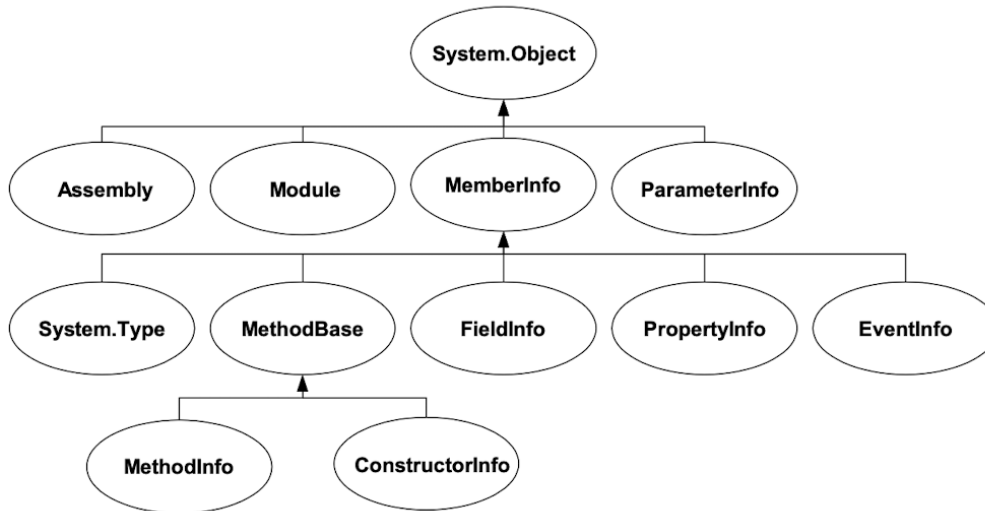 System.Object
Assembly
Module
MemberInfo
ParameterInfo
System.Type
MethodBase
FieldInfo
PropertyInfo
EventInfo
MethodInfo
ConstructorInfo